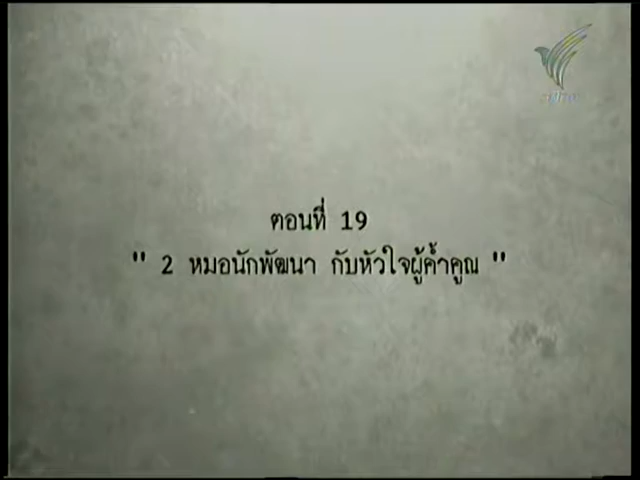 ตอนที่ 19
" 2 หมอนักพัฒนา กับหัวใจผู้ค้ำคูณ "